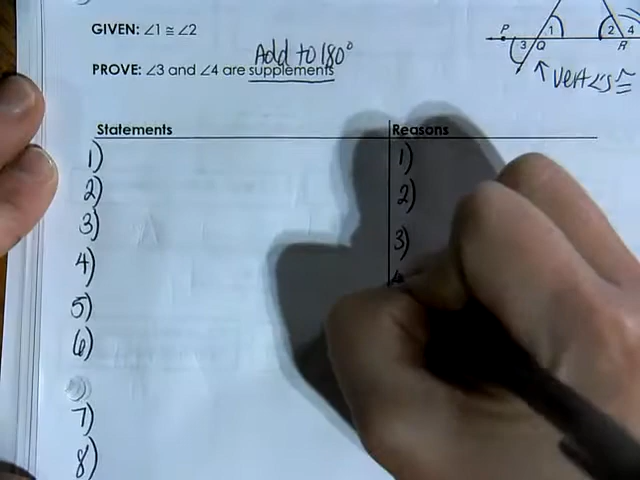 GIVEN: ∠1 ≅ ∠2
Add to 180°
PROVE: ∠3 and ∠4 are supplements
P 3 Q 1 2 4 R
↑ vert ∠s ≅
Statements Reasons
1) 1)
2) 2)
3) 3)
4)
5)
6)
7)
8)